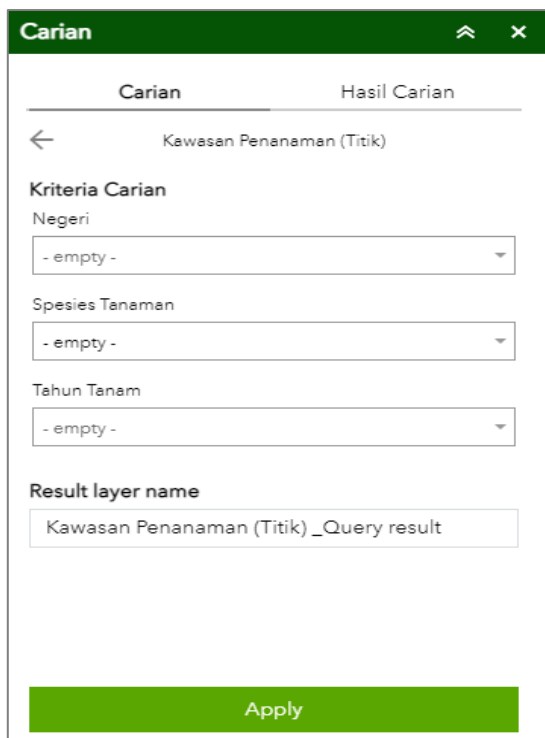 Carian
Carian Hasil Carian
Kawasan Penanaman (Titik)
Kriteria Carian
Negeri
- empty -
Spesies Tanaman
- empty -
Tahun Tanam
- empty -
Result layer name
Kawasan Penanaman (Titik) _Query result
Apply